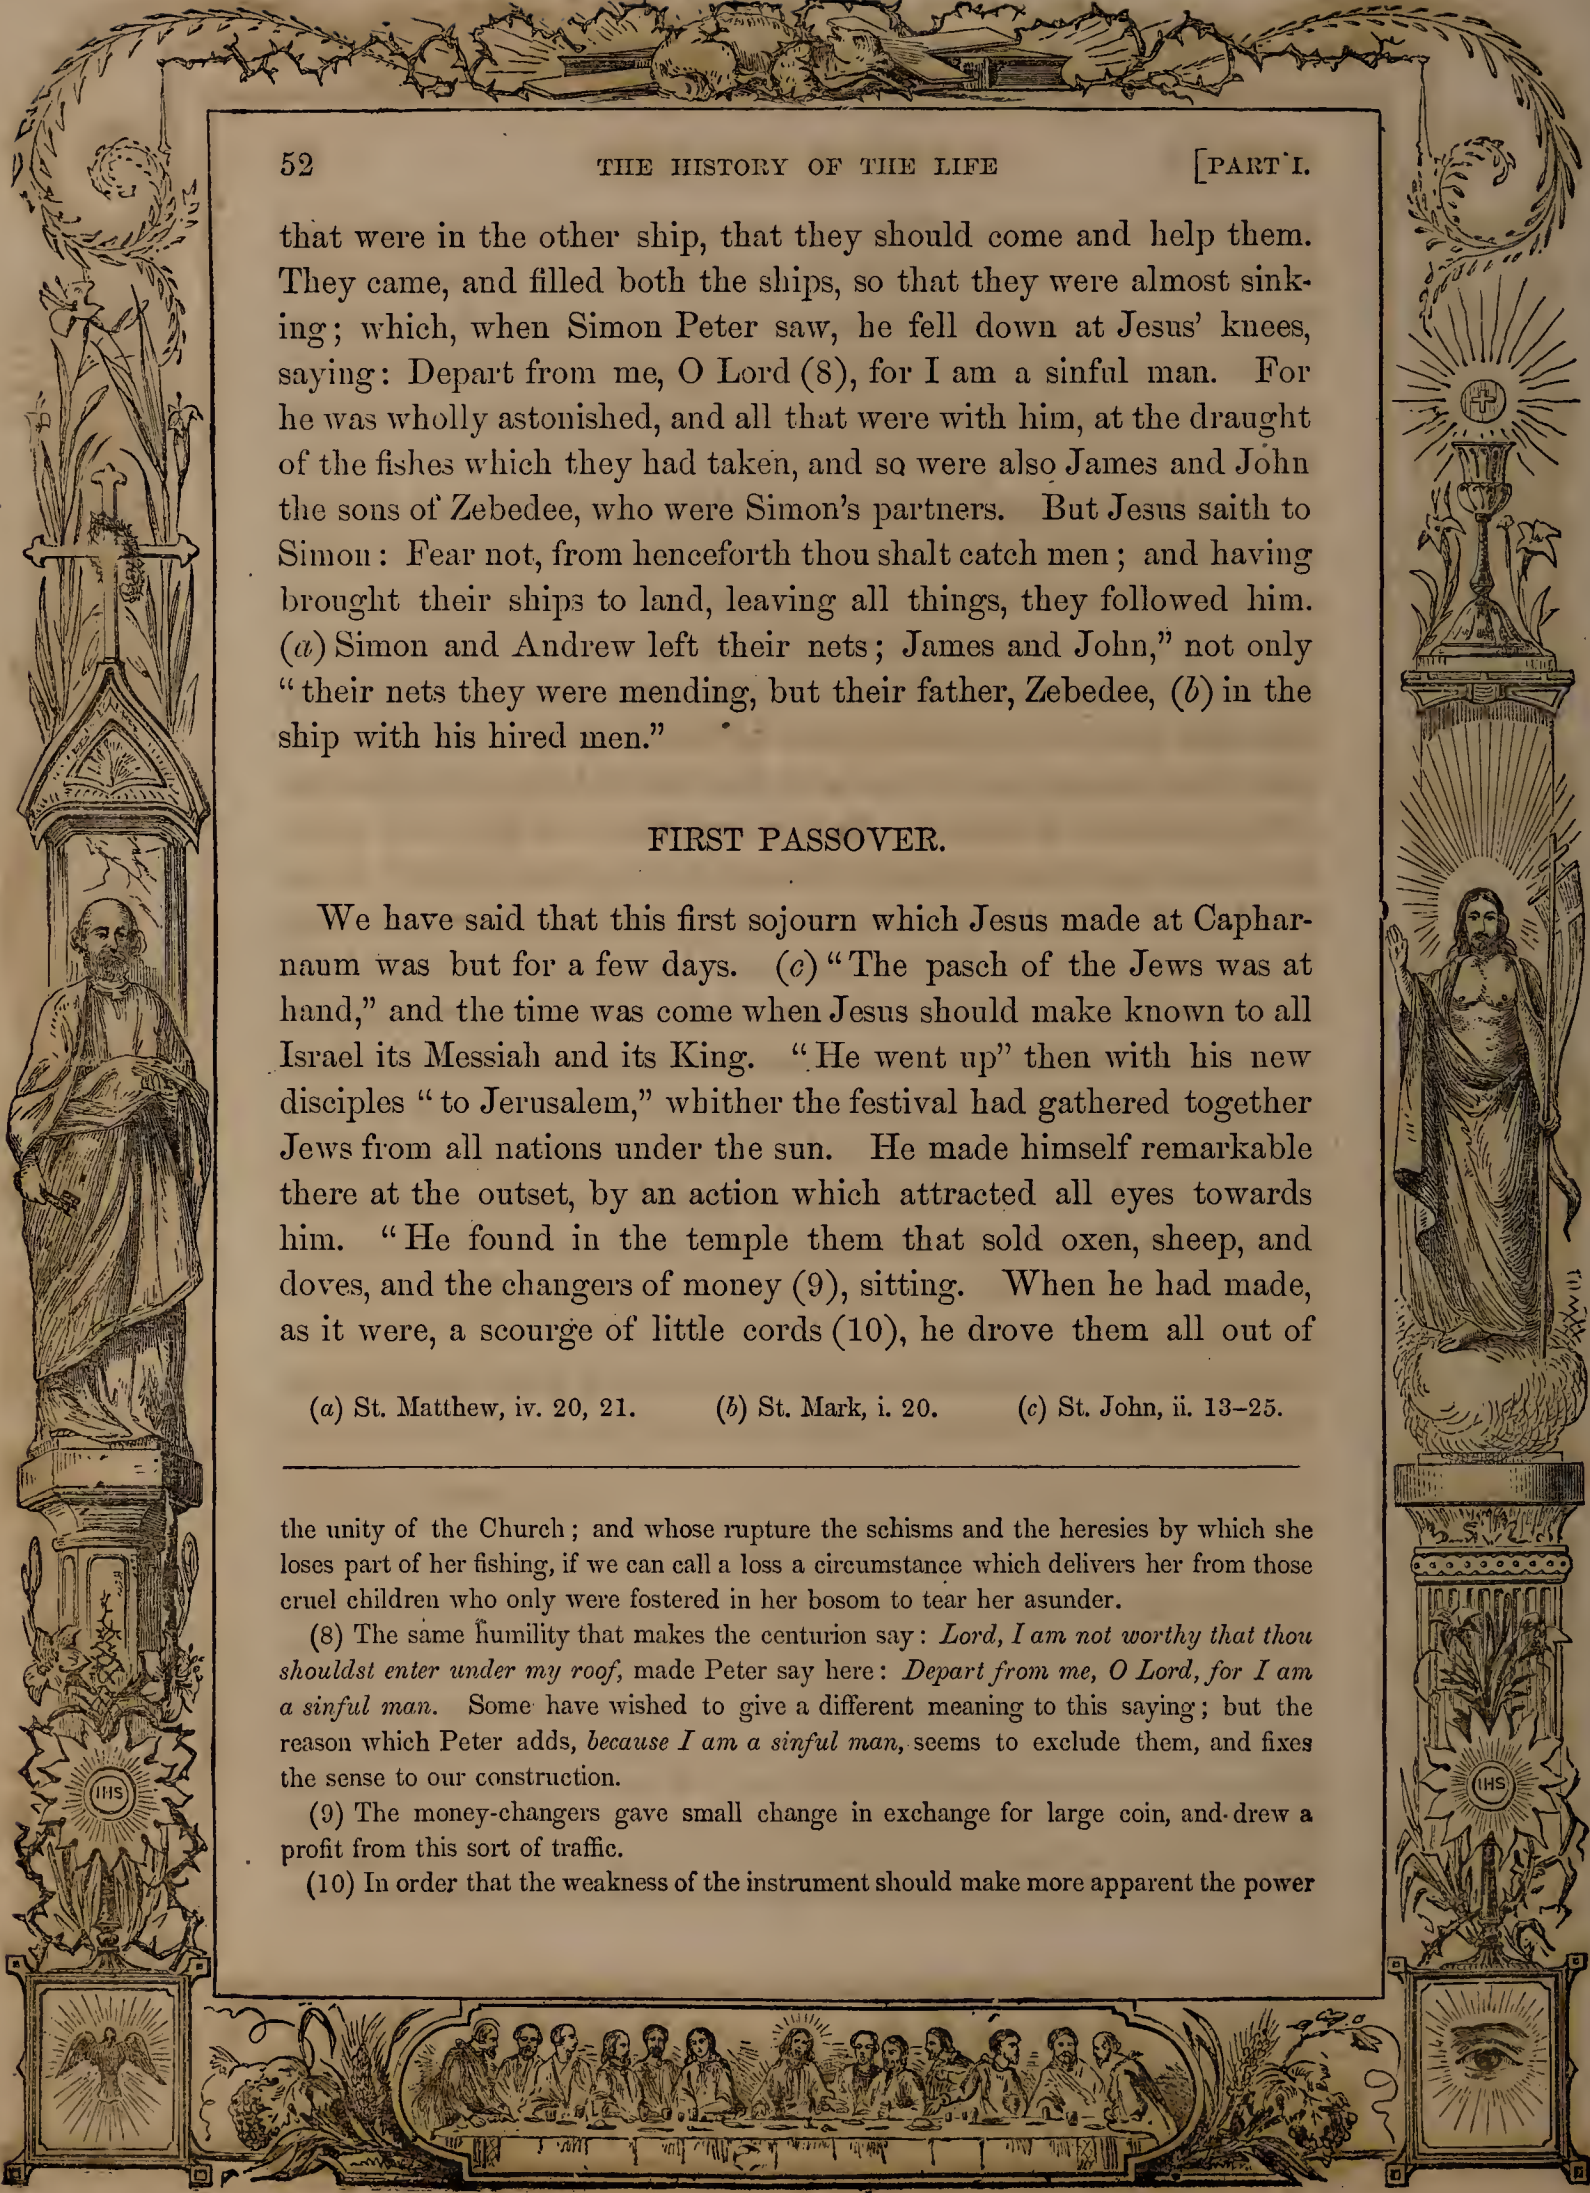 52 THE HISTORY OF THE LIFE [PART I.
that were in the other ship, that they should come and help them.
They came, and filled both the ships, so that they were almost sink-
ing; which, when Simon Peter saw, he fell down at Jesus' knees,
saying: Depart from me, O Lord (8), for I am a sinful man. For
he was wholly astonished, and all that were with him, at the draught
of the fishes which they had taken, and so were also James and John
the sons of Zebedee, who were Simon's partners. But Jesus saith to
Simon: Fear not, from henceforth thou shalt catch men; and having
brought their ships to land, leaving all things, they followed him.
(a) Simon and Andrew left their nets; James and John,” not only
“their nets they were mending, but their father, Zebedee, (b) in the
ship with his hired men.”
FIRST PASSOVER.
We have said that this first sojourn which Jesus made at Caphar-
naum was but for a few days. (c) “The pasch of the Jews was at
hand,” and the time was come when Jesus should make known to all
Israel its Messiah and its King. “He went up” then with his new
disciples “to Jerusalem,” whither the festival had gathered together
Jews from all nations under the sun. He made himself remarkable
there at the outset, by an action which attracted all eyes towards
him. “He found in the temple them that sold oxen, sheep, and
doves, and the changers of money (9), sitting. When he had made,
as it were, a scourge of little cords (10), he drove them all out of
(a) St. Matthew, iv. 20, 21. (b) St. Mark, i. 20. (c) St. John, ii. 13–25.
the unity of the Church; and whose rupture the schisms and the heresies by which she
loses part of her fishing, if we can call a loss a circumstance which delivers her from those
cruel children who only were fostered in her bosom to tear her asunder.
(8) The same humility that makes the centurion say: Lord, I am not worthy that thou
shouldst enter under my roof, made Peter say here: Depart from me, O Lord, for I am
a sinful man. Some have wished to give a different meaning to this saying; but the
reason which Peter adds, because I am a sinful man, seems to exclude them, and fixes
the sense to our construction.
(9) The money-changers gave small change in exchange for large coin, and drew a
profit from this sort of traffic.
(10) In order that the weakness of the instrument should make more apparent the power
IHS
IHS